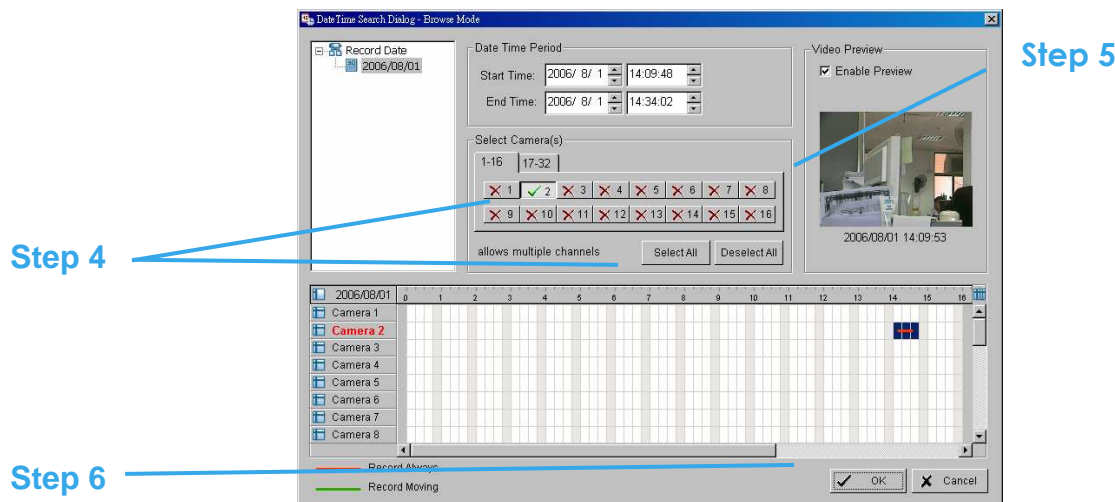 DateTime Search Dialog - Browse Mode
Record Date
2006/08/01
Date Time Period
Start Time: 2006/ 8/ 1 14:09:48
End Time: 2006/ 8/ 1 14:34:02
Select Camera(s)
1-16 17-32
1 2 3 4 5 6 7 8
9 10 11 12 13 14 15 16
allows multiple channels Select All Deselect All
Video Preview
Enable Preview
2006/08/01 14:09:53
Step 5
Step 4
2006/08/01 0 1 2 3 4 5 6 7 8 9 10 11 12 13 14 15 16
Camera 1
Camera 2
Camera 3
Camera 4
Camera 5
Camera 6
Camera 7
Camera 8
Step 6
Record Always
Record Moving
OK Cancel